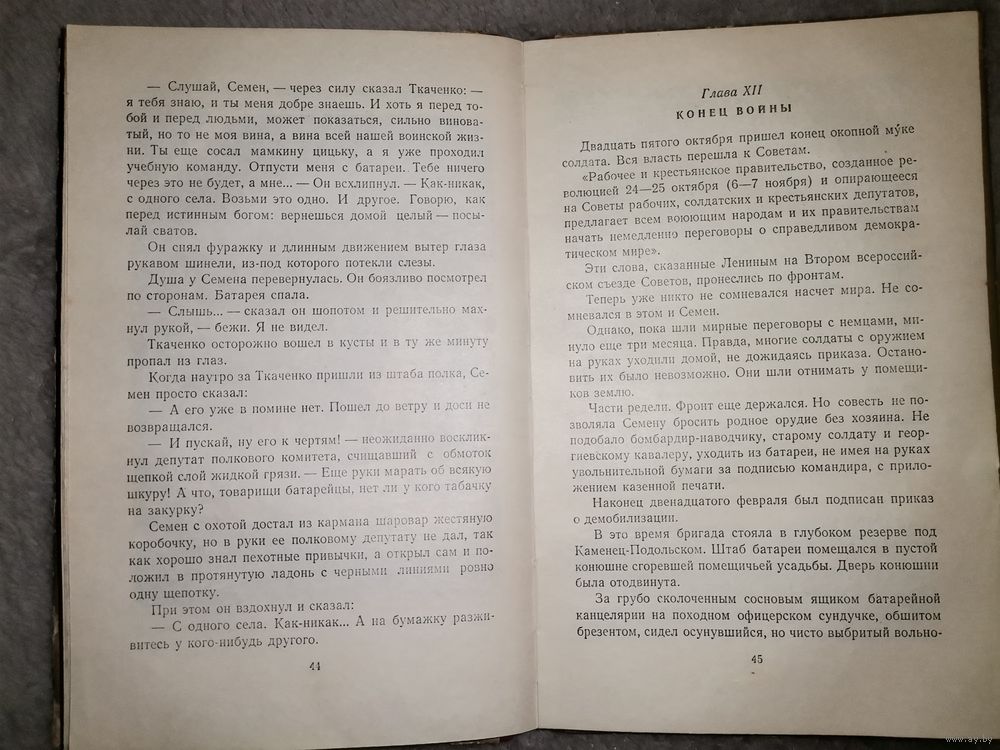 — Слушай, Семен, — через силу сказал Ткаченко: —
я тебя знаю, и ты меня добре знаешь. И хоть я перед то-
бой и перед людьми, может показаться, сильно винова-
тый, но то не моя вина, а вина всей нашей воинской жиз-
ни. Ты еще сосал мамкину цицьку, а я уже проходил
учебную команду. Отпусти меня с батареи. Тебе ничего
через это не будет, а мне... — Он всхлипнул. — Как-никак,
с одного села. Возьми это одно. И другое. Говорю, как
перед истинным богом: вернешься домой целый — посы-
лай сватов.
Он снял фуражку и длинным движением вытер глаза
рукавом шинели, из-под которого потекли слезы.
Душа у Семена перевернулась. Он боязливо посмотрел
по сторонам. Батарея спала.
— Слышь... — сказал он шопотом и решительно мах-
нул рукой, — бежи. Я не видел.
Ткаченко осторожно вошел в кусты и в ту же минуту
пропал из глаз.
Когда наутро за Ткаченко пришли из штаба полка, Се-
мен просто сказал:
— А его уже в помине нет. Пошел до ветру и доси не
возвращался.
— И пускай, ну его к чертям! — неожиданно воскlик-
нул депутат полкового комитета, счищавший с обмоток
щепкой слой жидкой грязи. — Еще руки марать об всякую
шкуру! А что, товарищи батарейцы, нет ли у кого табачку
на закурку?
Семен с охотой достал из кармана шаровар жестяную
коробочку, но в руки ее полковому депутату не дал, так
как хорошо знал пехотные привычки, а открыл сам и по-
ложил в протянутую ладонь с черными линиями ровно
одну щепотку.
При этом он вздохнул и сказал:
— С одного села. Как-никак... А на бумажку разжи-
витесь у кого-нибудь другого.
44
Глава XII
КОНЕЦ ВОЙНЫ
Двадцать пятого октября пришел конец окопной му́ке
солдата. Вся власть перешла к Советам.
«Рабочее и крестьянское правительство, созданное ре-
волюцией 24—25 октября (6—7 ноября) и опирающееся
на Советы рабочих, солдатских и крестьянских депутатов,
предлагает всем воюющим народам и их правительствам
начать немедленно переговоры о справедливом демокра-
тическом мире».
Эти слова, сказанные Лениным на Втором всероссий-
ском съезде Советов, пронеслись по фронтам.
Теперь уже никто не сомневался насчет мира. Не со-
мневался в этом и Семен.
Однако, пока шли мирные переговоры с немцами, ми-
нуло еще три месяца. Правда, многие солдаты с оружием
на руках уходили домой, не дожидаясь приказа. Остано-
вить их было невозможно. Они шли отнимать у помещи-
ков землю.
Части редели. Фронт еще держался. Но совесть не по-
зволяла Семену бросить родное орудие без хозяина. Не
подобало бомбардир-наводчику, старому солдату и геор-
гиевскому кавалеру, уходить из батареи, не имея на руках
увольнительной бумаги за подписью командира, с прило-
жением казенной печати.
Наконец двенадцатого февраля был подписан приказ
о демобилизации.
В это время бригада стояла в глубоком резерве под
Каменец-Подольском. Штаб батареи помещался в пустой
конюшне сгоревшей помещичьей усадьбы. Дверь конюшни
была отодвинута.
За грубо сколоченным сосновым ящиком батарейной
канцелярии на походном офицерском сундучке, обшитом
брезентом, сидел осунувшийся, но чисто выбритый вольно-
45
www.ay.by